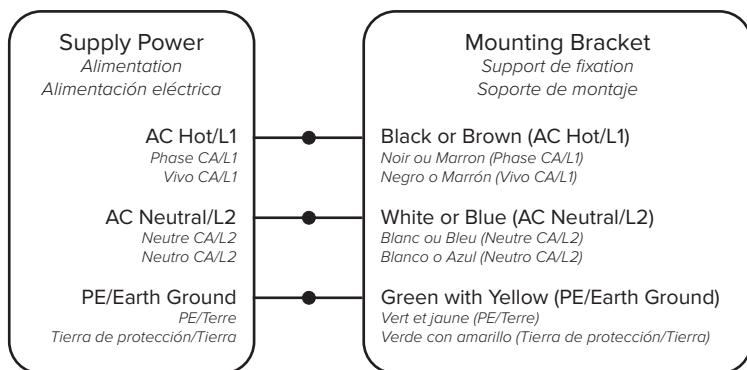 Supply Power
Alimentation
Alimentación eléctrica
AC Hot/L1
Phase CA/L1
Vivo CA/L1
AC Neutral/L2
Neutre CA/L2
Neutro CA/L2
PE/Earth Ground
PE/Terre
Tierra de protección/Tierra
Mounting Bracket
Support de fixation
Soporte de montaje
Black or Brown (AC Hot/L1)
Noir ou Marron (Phase CA/L1)
Negro o Marrón (Vivo CA/L1)
White or Blue (AC Neutral/L2)
Blanc ou Bleu (Neutre CA/L2)
Blanco o Azul (Neutro CA/L2)
Green with Yellow (PE/Earth Ground)
Vert et jaune (PE/Terre)
Verde con amarillo (Tierra de protección/Tierra)